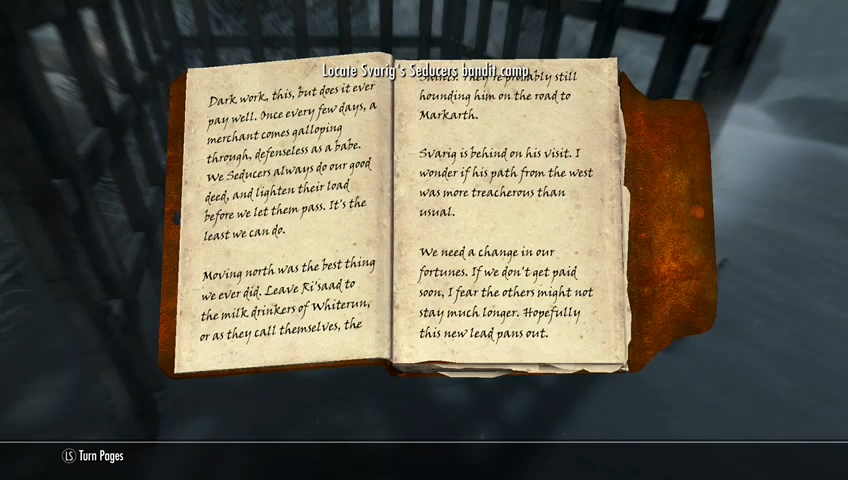 Locate Svarig's Seducers bandit camp
Dark work, this, but does it ever
pay well. Once every few days, a
merchant comes galloping
through, defenseless as a babe.
We Seducers always do our good
deed, and lighten their load
before we let them pass. It's the
least we can do.
Moving north was the best thing
we ever did. Leave Ri'saad to
the milk drinkers of Whiterun,
or as they call themselves, the
They're probably still
hounding him on the road to
Markarth.
Svarig is behind on his visit. I
wonder if his path from the west
was more treacherous than
usual.
We need a change in our
fortunes. If we don't get paid
soon, I fear the others might not
stay much longer. Hopefully
this new lead pans out.
LS Turn Pages